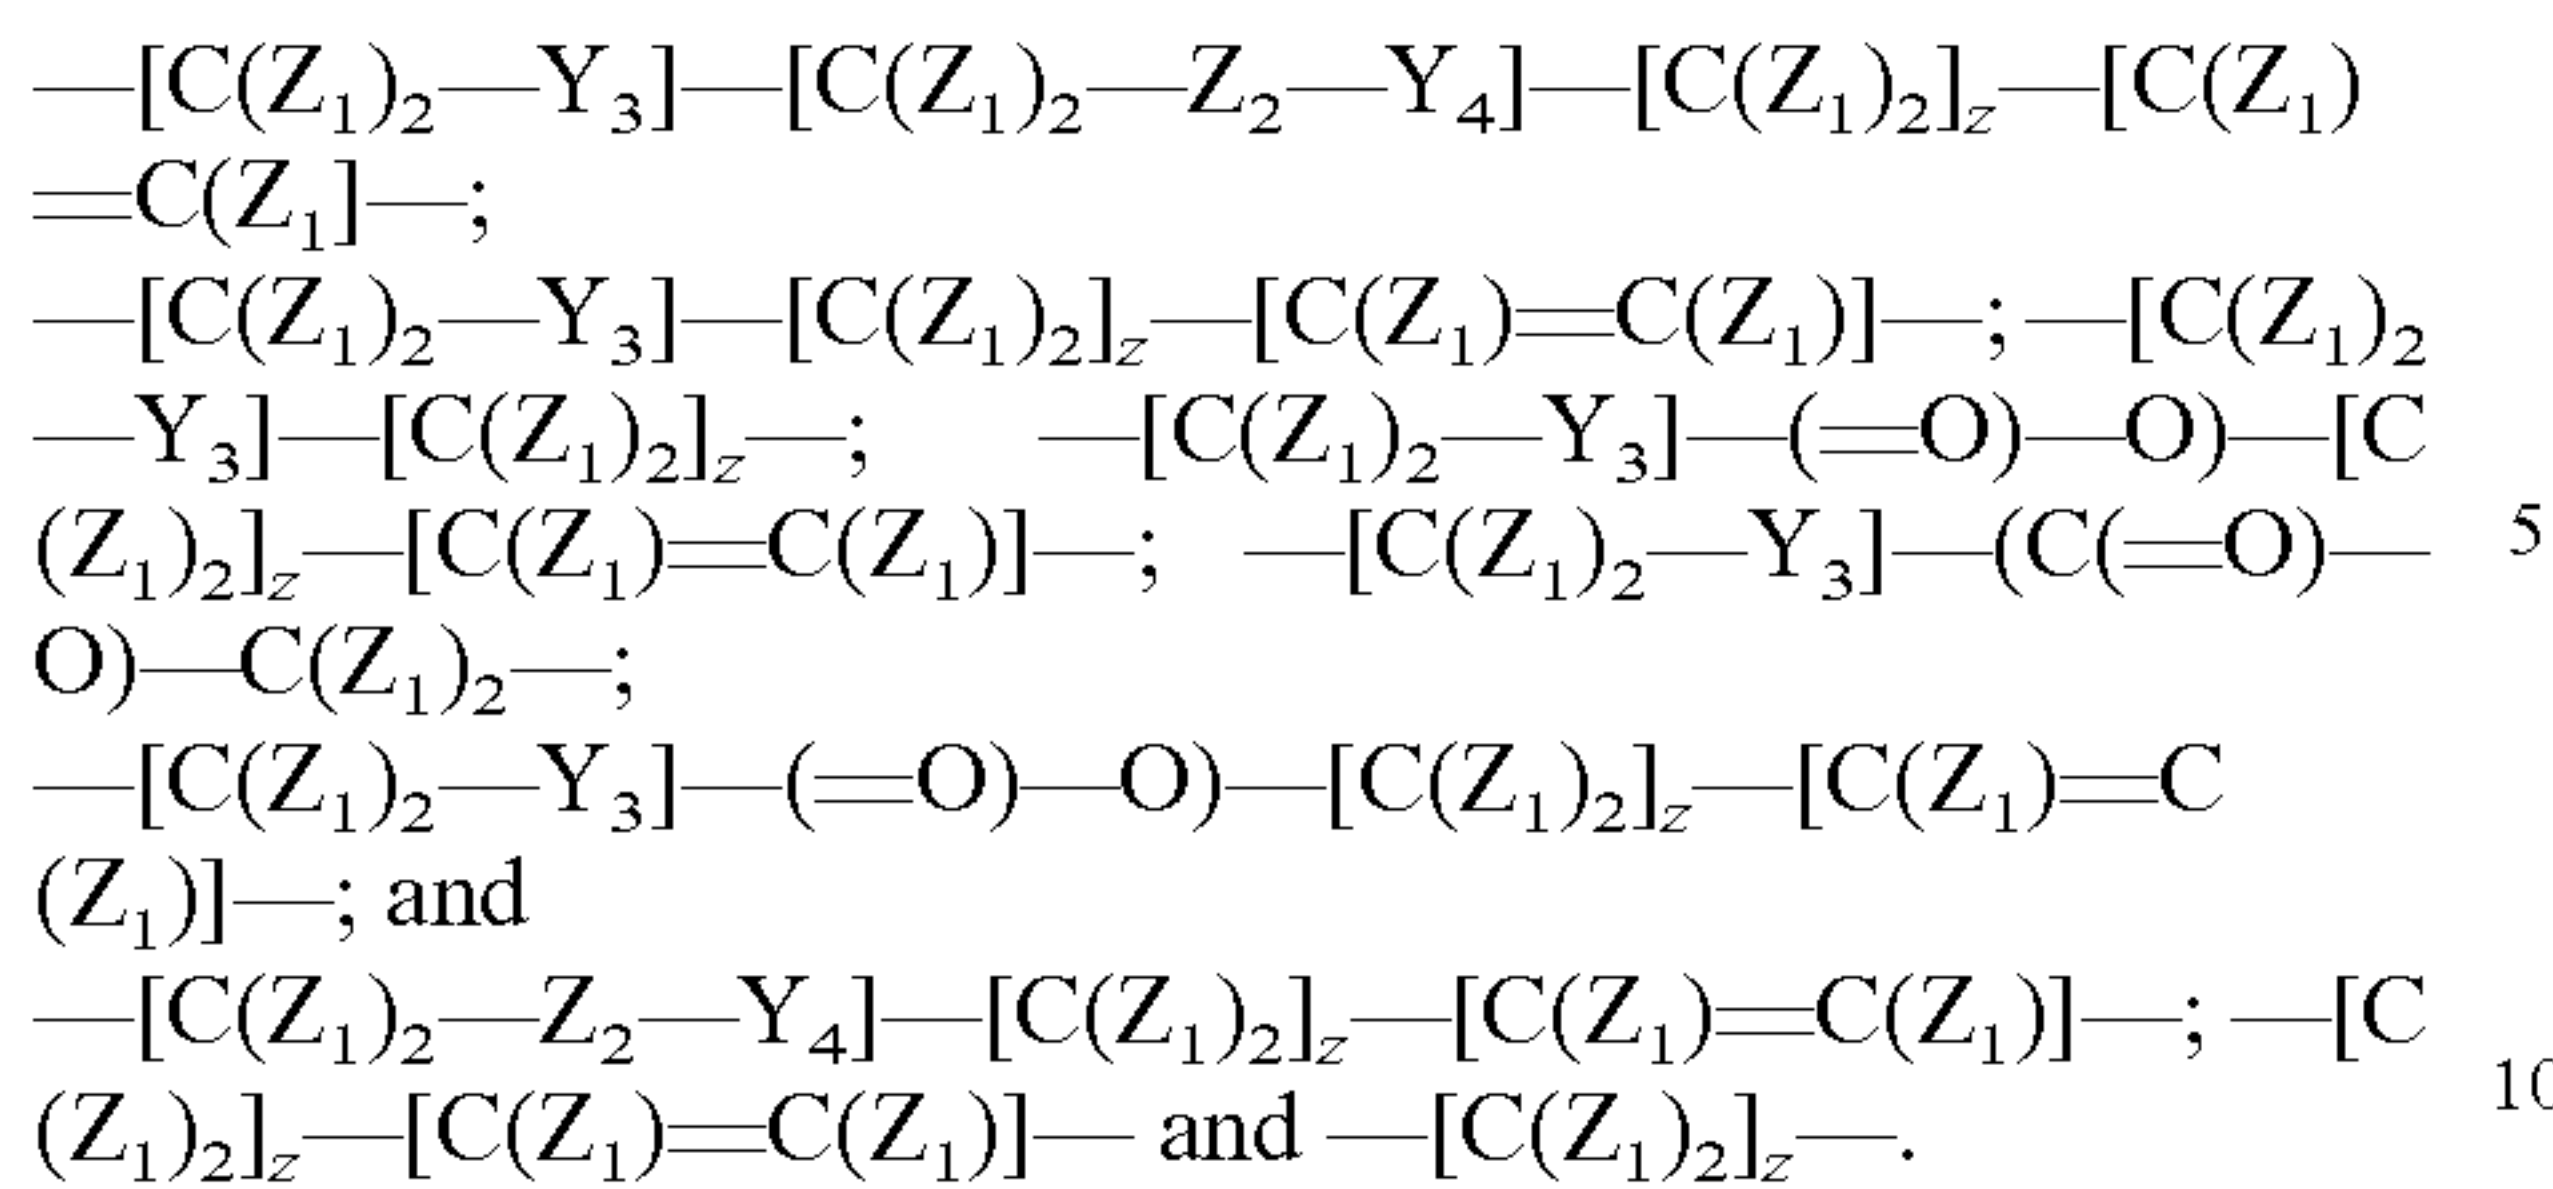 —[C(Z₁)₂—Y₃]—[C(Z₁)₂—Z₂—Y₄]—[C(Z₁)₂]z—[C(Z₁)
=C(Z₁]—;
—[C(Z₁)₂—Y₃]—[C(Z₁)₂]z—[C(Z₁)=C(Z₁)]—; —[C(Z₁)₂
—Y₃]—[C(Z₁)₂]z—; —[C(Z₁)₂—Y₃]—(=O)—O)—[C
(Z₁)₂]z—[C(Z₁)=C(Z₁)]—; —[C(Z₁)₂—Y₃]—(C(=O)— 5
O)—C(Z₁)₂—;
—[C(Z₁)₂—Y₃]—(=O)—O)—[C(Z₁)₂]z—[C(Z₁)=C
(Z₁)]—; and
—[C(Z₁)₂—Z₂—Y₄]—[C(Z₁)₂]z—[C(Z₁)=C(Z₁)]—; —[C
(Z₁)₂]z—[C(Z₁)=C(Z₁)]— and —[C(Z₁)₂]z—. 10